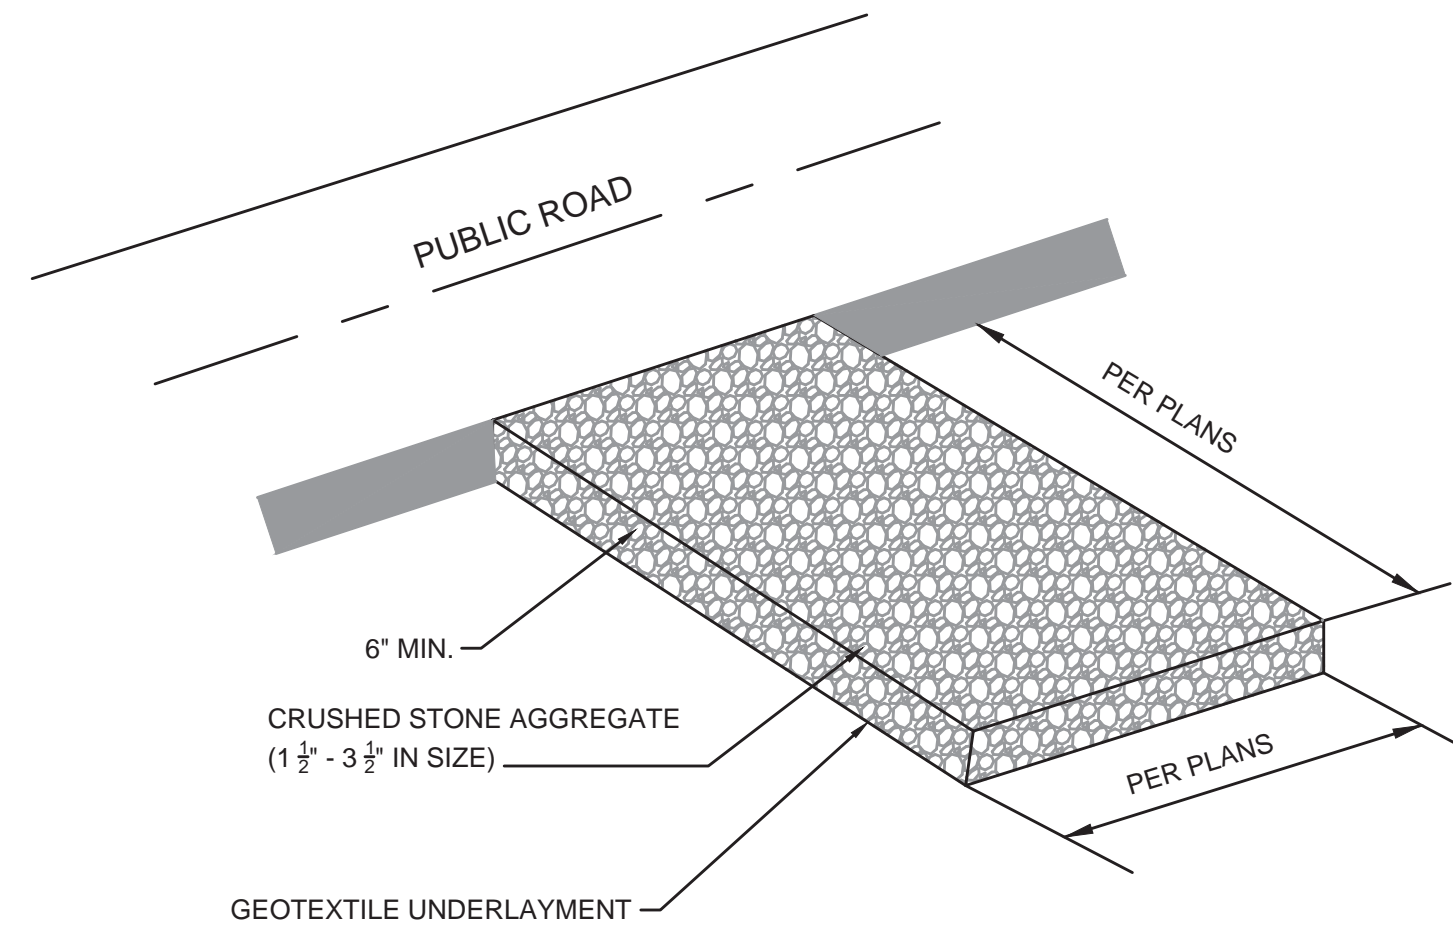 PUBLIC ROAD
PER PLANS
6" MIN.
CRUSHED STONE AGGREGATE
(1 1/2" - 3 1/2" IN SIZE)
PER PLANS
GEOTEXTILE UNDERLAYMENT